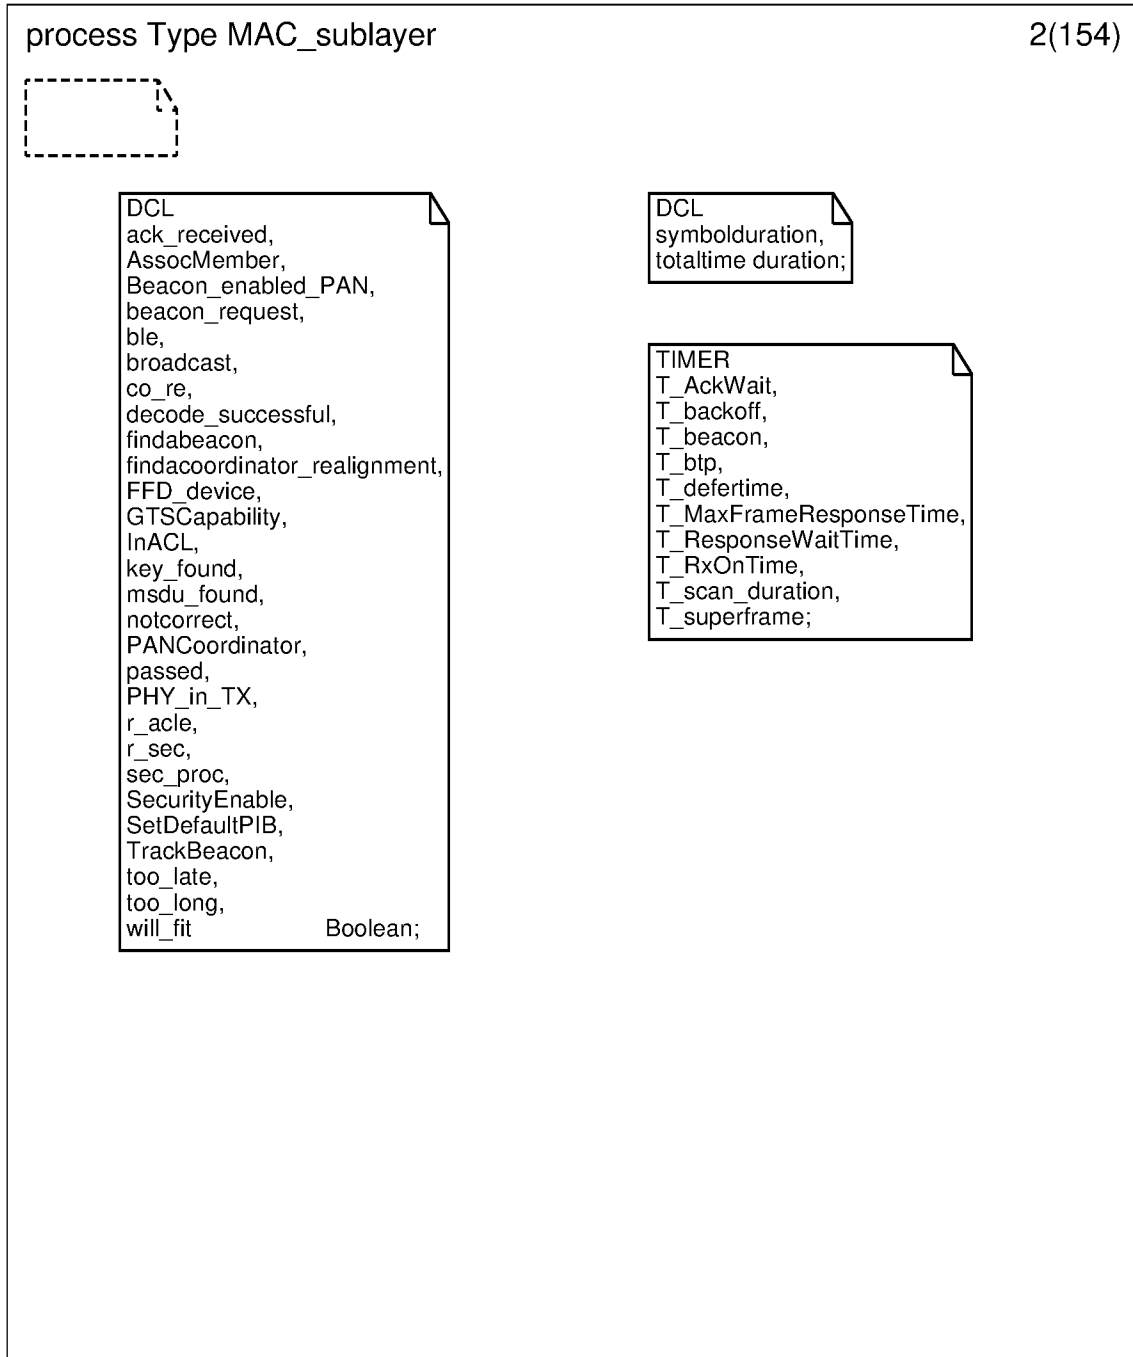 process Type MAC_sublayer 2(154)
DCL
ack_received,
AssocMember,
Beacon_enabled_PAN,
beacon_request,
ble,
broadcast,
co_re,
decode_successful,
findabeacon,
findacoordinator_realignment,
FFD_device,
GTSCapability,
InACL,
key_found,
msdu_found,
notcorrect,
PANCoordinator,
passed,
PHY_in_TX,
r_acle,
r_sec,
sec_proc,
SecurityEnable,
SetDefaultPIB,
TrackBeacon,
too_late,
too_long,
will_fit Boolean;
DCL
symbolduration,
totaltime duration;
TIMER
T_AckWait,
T_backoff,
T_beacon,
T_btp,
T_defertime,
T_MaxFrameResponseTime,
T_ResponseWaitTime,
T_RxOnTime,
T_scan_duration,
T_superframe;